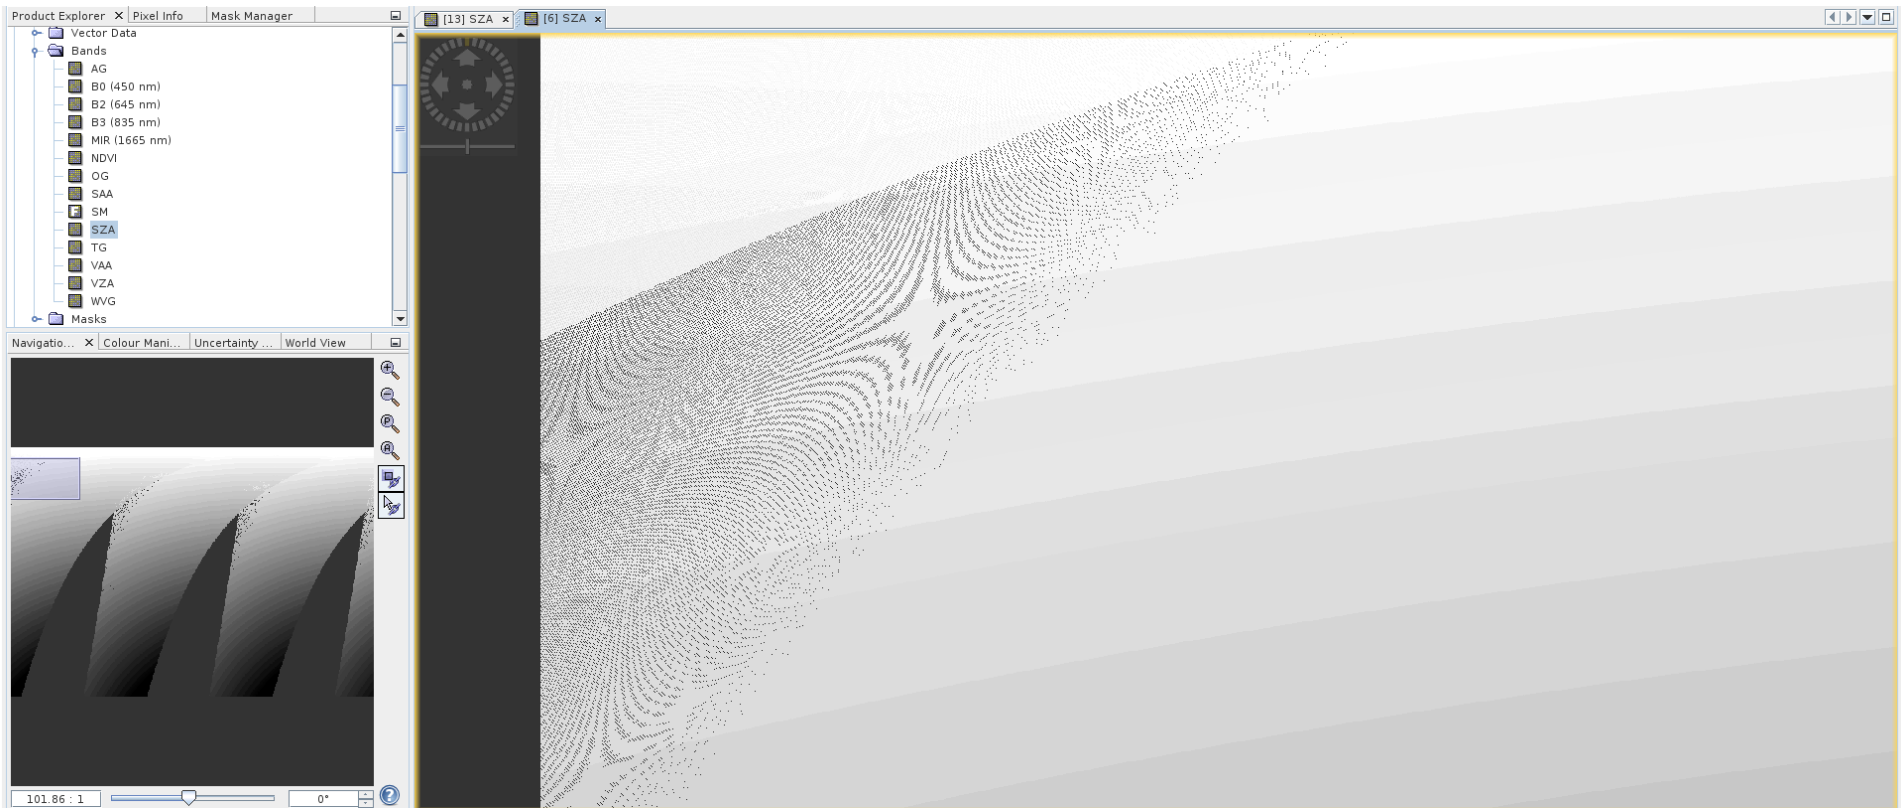 Product Explorer
Pixel Info
Mask Manager
Vector Data
Bands
AG
B0 (450 nm)
B2 (645 nm)
B3 (835 nm)
MIR (1665 nm)
NDVI
OG
SAA
SM
SZA
TG
VAA
VZA
WVG
Masks
Navigatio...
Colour Mani...
Uncertainty ...
World View
101.86 : 1
0°
[13] SZA
[6] SZA